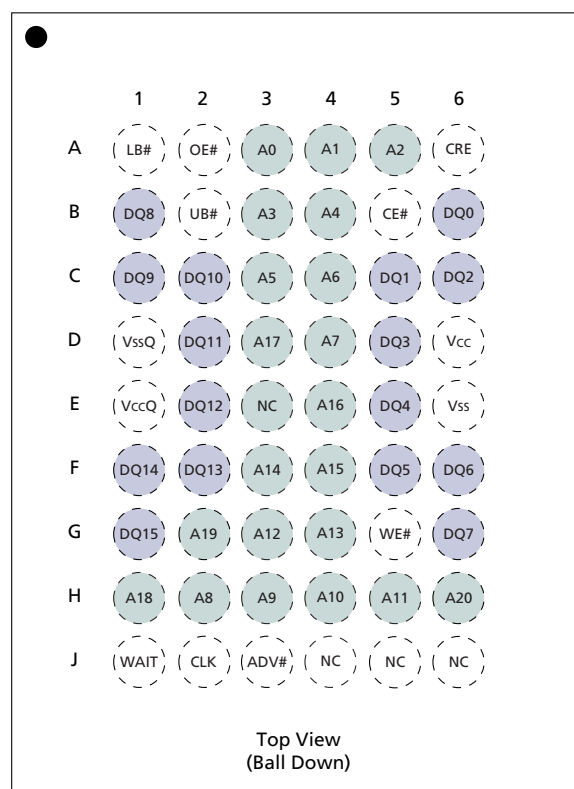 1 2 3 4 5 6
A LB# OE# A0 A1 A2 CRE
B DQ8 UB# A3 A4 CE# DQ0
C DQ9 DQ10 A5 A6 DQ1 DQ2
D VssQ DQ11 A17 A7 DQ3 Vcc
E VccQ DQ12 NC A16 DQ4 Vss
F DQ14 DQ13 A14 A15 DQ5 DQ6
G DQ15 A19 A12 A13 WE# DQ7
H A18 A8 A9 A10 A11 A20
J WAIT CLK ADV# NC NC NC
Top View
(Ball Down)